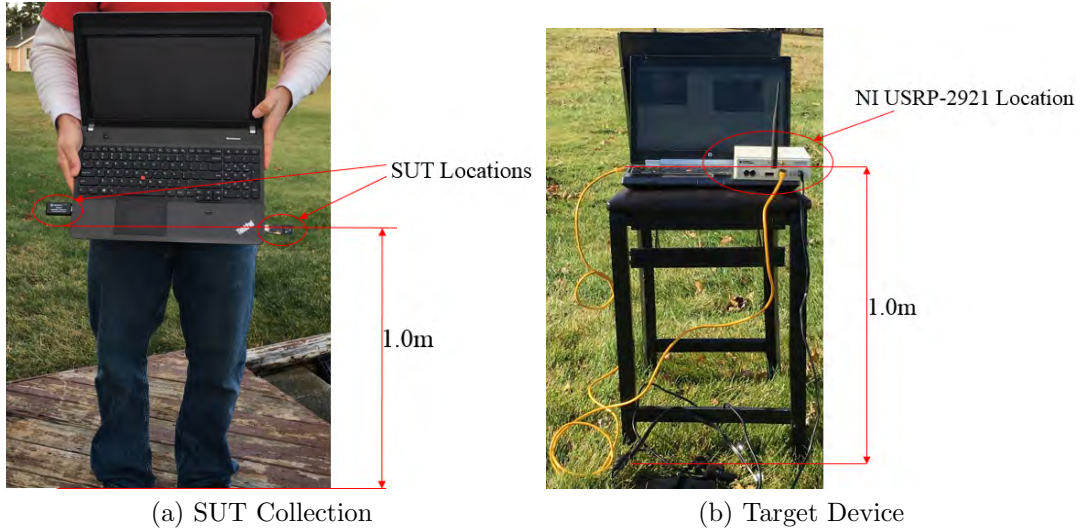 NI USRP-2921 Location
SUT Locations
1.0m
1.0m
(a) SUT Collection
(b) Target Device